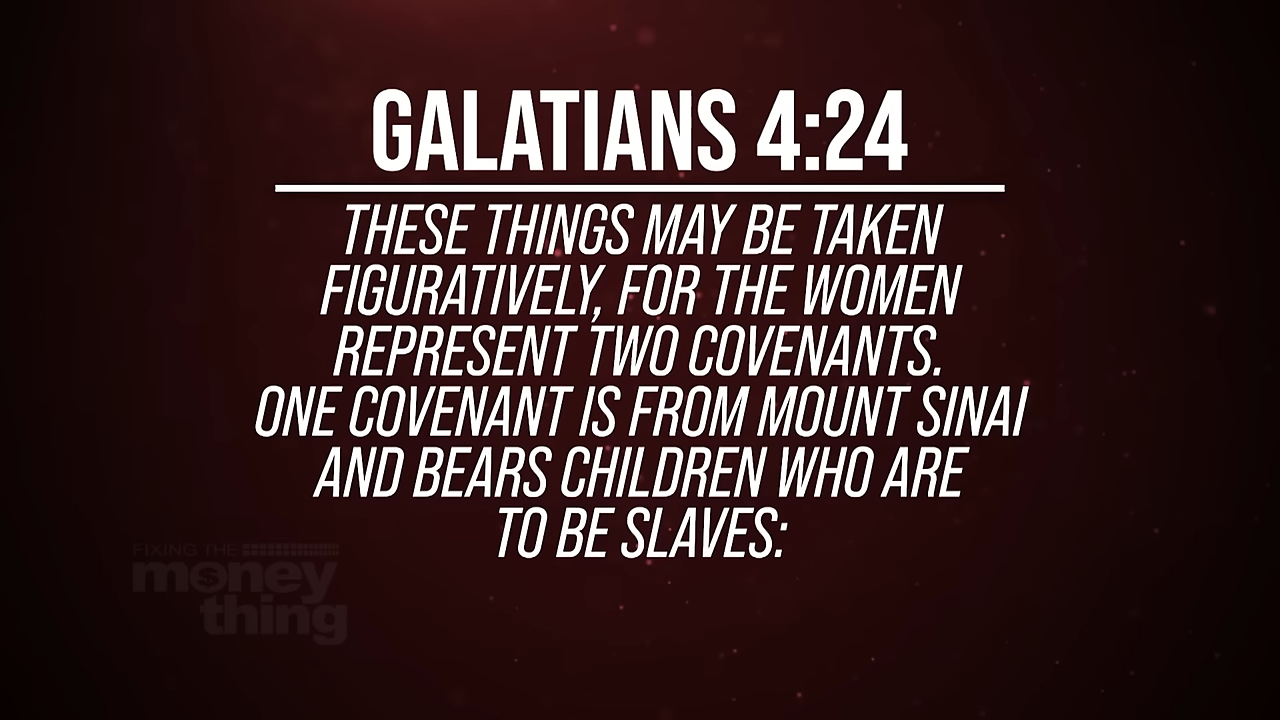 GALATIANS 4:24
THESE THINGS MAY BE TAKEN
FIGURATIVELY, FOR THE WOMEN
REPRESENT TWO COVENANTS.
ONE COVENANT IS FROM MOUNT SINAI
AND BEARS CHILDREN WHO ARE
TO BE SLAVES:
FIXING THE
money
thing